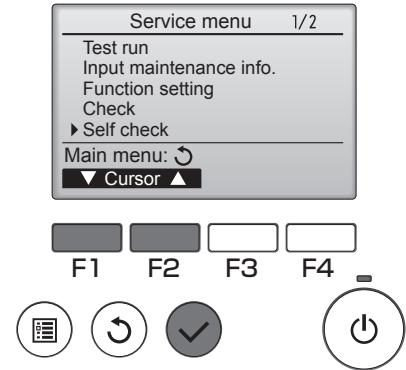 Service menu 1/2
Test run
Input maintenance info.
Function setting
Check
Self check
Main menu:
Cursor
F1 F2 F3 F4